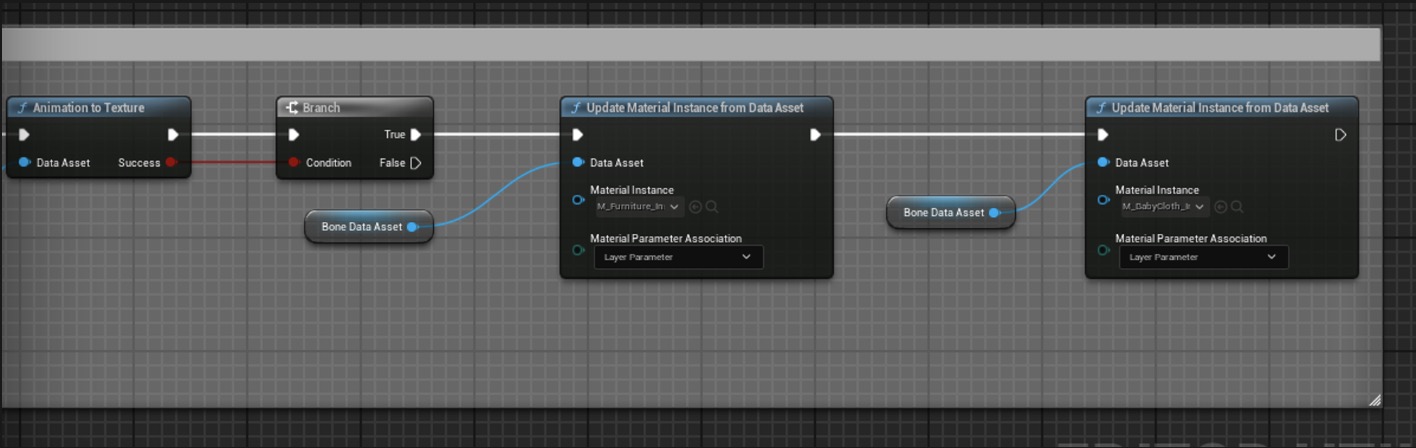 Animation to Texture
Data Asset
Success
Branch
True
Condition
False
Bone Data Asset
Update Material Instance from Data Asset
Data Asset
Material Instance
M_Furniture_In
Material Parameter Association
Layer Parameter
Bone Data Asset
Update Material Instance from Data Asset
Data Asset
Material Instance
M_BabyCloth_I
Material Parameter Association
Layer Parameter